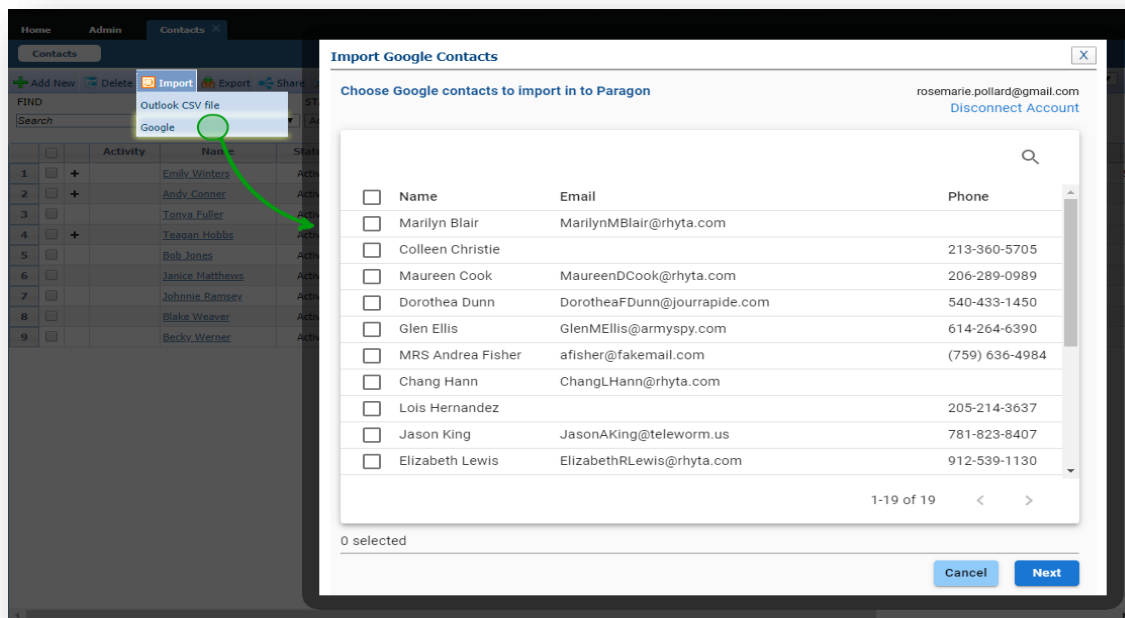 Home Admin Contacts ×
Contacts
Add New Delete Import Export Share
Outlook CSV file
Google
FIND
Search
Activity Name
1 + Emily Winters
2 + Andy Conner
3 Tonya Fuller
4 + Teagan Hobbs
5 Bob Jones
6 Janice Matthews
7 Johnnie Ramsey
8 Blake Weaver
9 Becky Werner
Import Google Contacts X
Choose Google contacts to import in to Paragon
rosemarie.pollard@gmail.com
Disconnect Account
Name Email Phone
Marilyn Blair MarilynMBlair@rhyta.com
Colleen Christie 213-360-5705
Maureen Cook MaureenDCook@rhyta.com 206-289-0989
Dorothea Dunn DorotheaFDunn@jourrapide.com 540-433-1450
Glen Ellis GlenMEllis@armyspy.com 614-264-6390
MRS Andrea Fisher afisher@fakemail.com (759) 636-4984
Chang Hann ChangLHann@rhyta.com
Lois Hernandez 205-214-3637
Jason King JasonAKing@teleworm.us 781-823-8407
Elizabeth Lewis ElizabethRLewis@rhyta.com 912-539-1130
1-19 of 19 < >
0 selected
Cancel Next